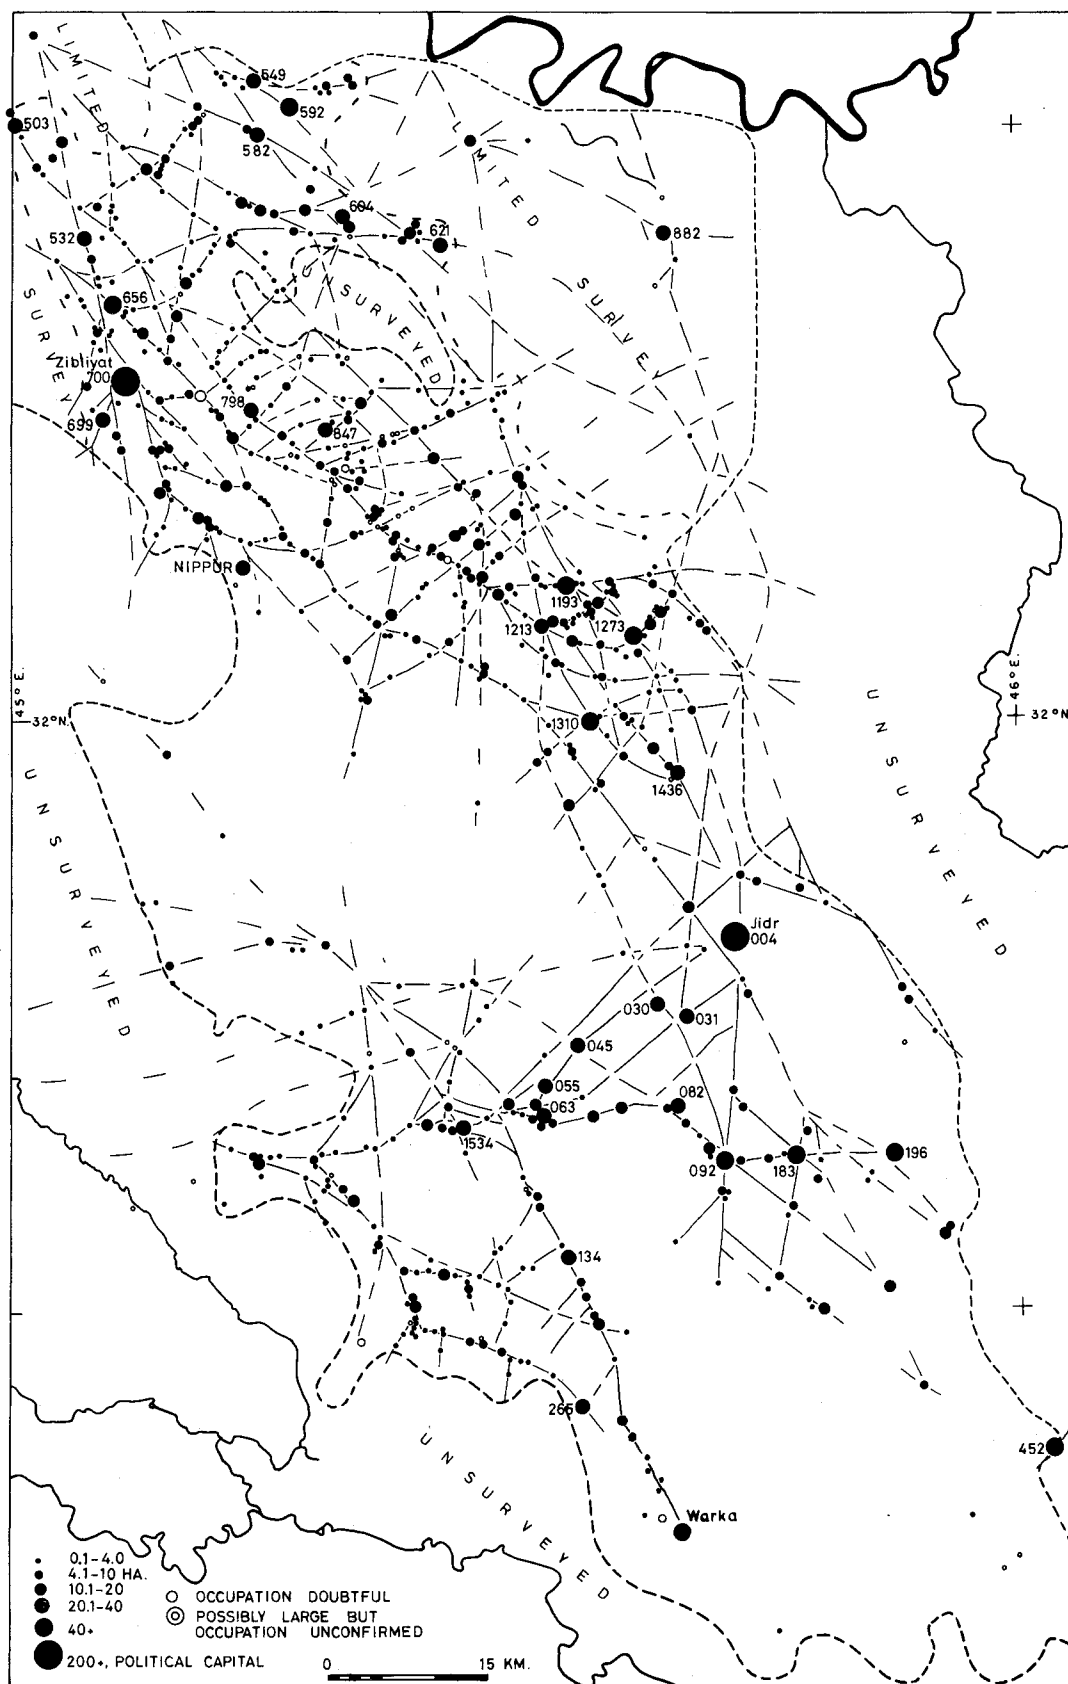 LIMITED
549
592
503
582
LIMITED
604
621
532
882
UNSURVEYED
SURVEY
SURVEY
656
Zibliyat
700
798
699
847
NIPPUR
1193
1213
1273
45° E.
46° E.
32° N.
1310
32° N
UNSURVEYED
1436
UNSURVEYED
Jidr
004
030
031
045
055
082
063
1534
092
183
196
134
265
452
UNSURVEYED
Warka
0.1-4.0
4.1-10 HA.
10.1-20
20.1-40
40+
200+, POLITICAL CAPITAL
OCCUPATION DOUBTFUL
POSSIBLY LARGE BUT
OCCUPATION UNCONFIRMED
0 15 KM.